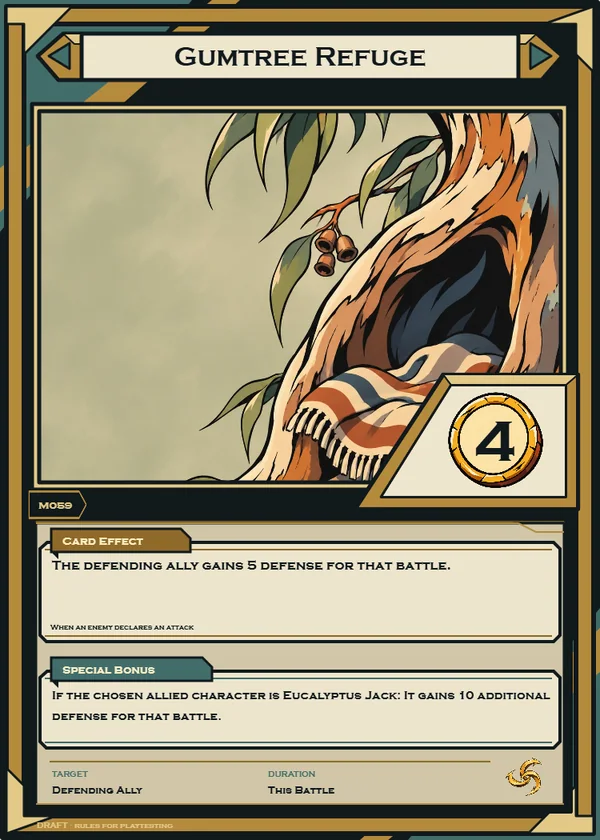 Gumtree Refuge
4
M059
Card Effect
The defending ally gains 5 defense for that battle.
When an enemy declares an attack
Special Bonus
If the chosen allied character is Eucalyptus Jack: It gains 10 additional
defense for that battle.
Target
Duration
Defending Ally
This Battle
DRAFT · Rules for playtesting